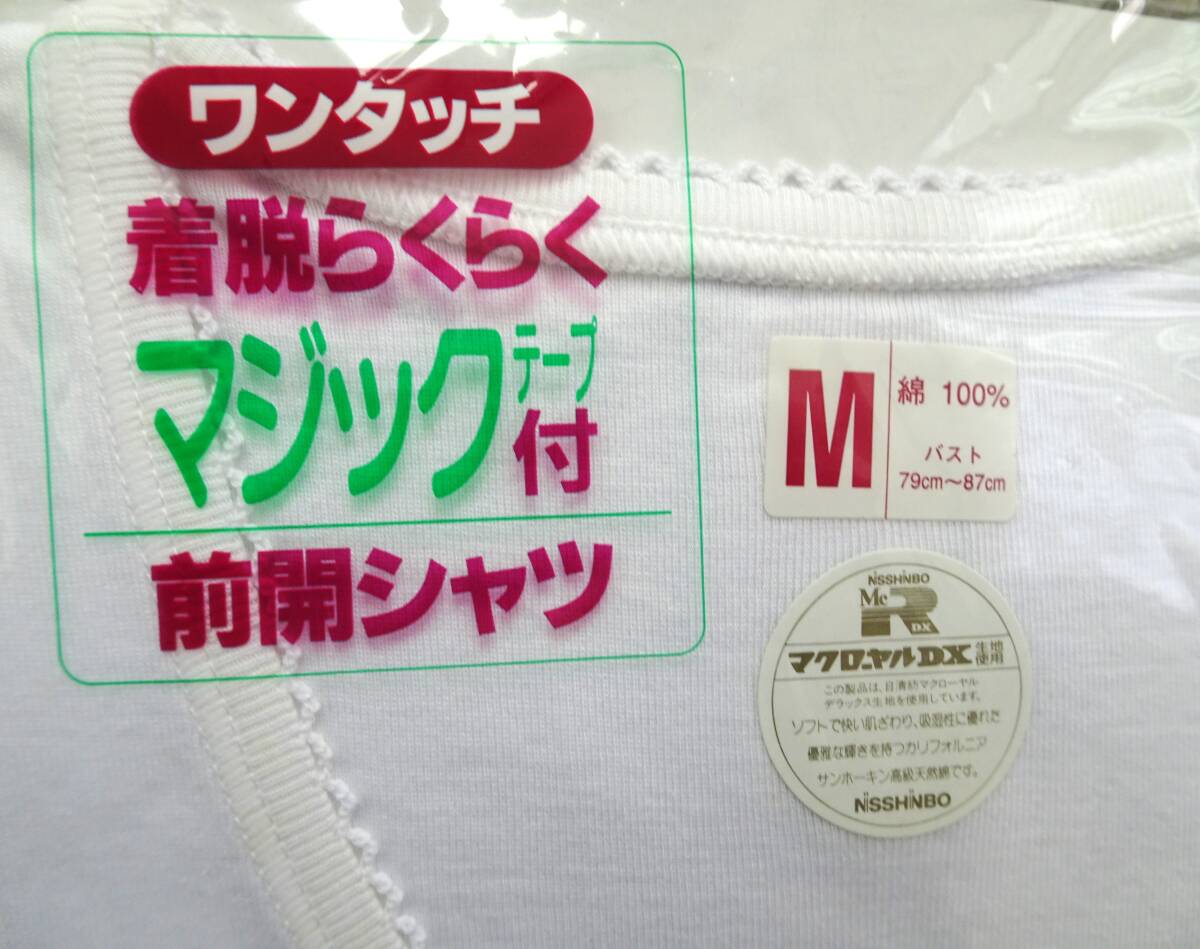 ワンタッチ
着脱らくらく
マジックテープ付
前開シャツ
M
綿 100%
バスト
79cm～87cm
NISSHINBO
McR
DX
マクローヤルDX生地使用
この製品は、日清紡マクローヤル
デラックス生地を使用しています。
ソフトで快い肌ざわり、吸湿性に優れた
優雅な輝きを持つカリフォルニア
サンホーキン高級天然綿です。
NISSHINBO